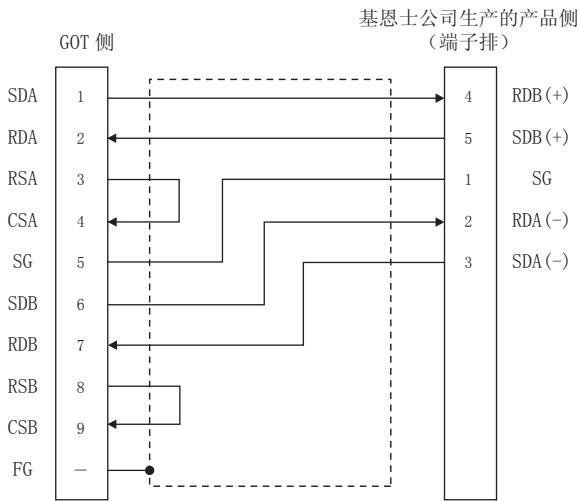 基恩士公司生产的产品侧
GOT 侧 （端子排）
SDA 1 4 RDB(+)
RDA 2 5 SDB(+)
RSA 3 1 SG
CSA 4 2 RDA(-)
SG 5 3 SDA(-)
SDB 6
RDB 7
RSB 8
CSB 9
FG －